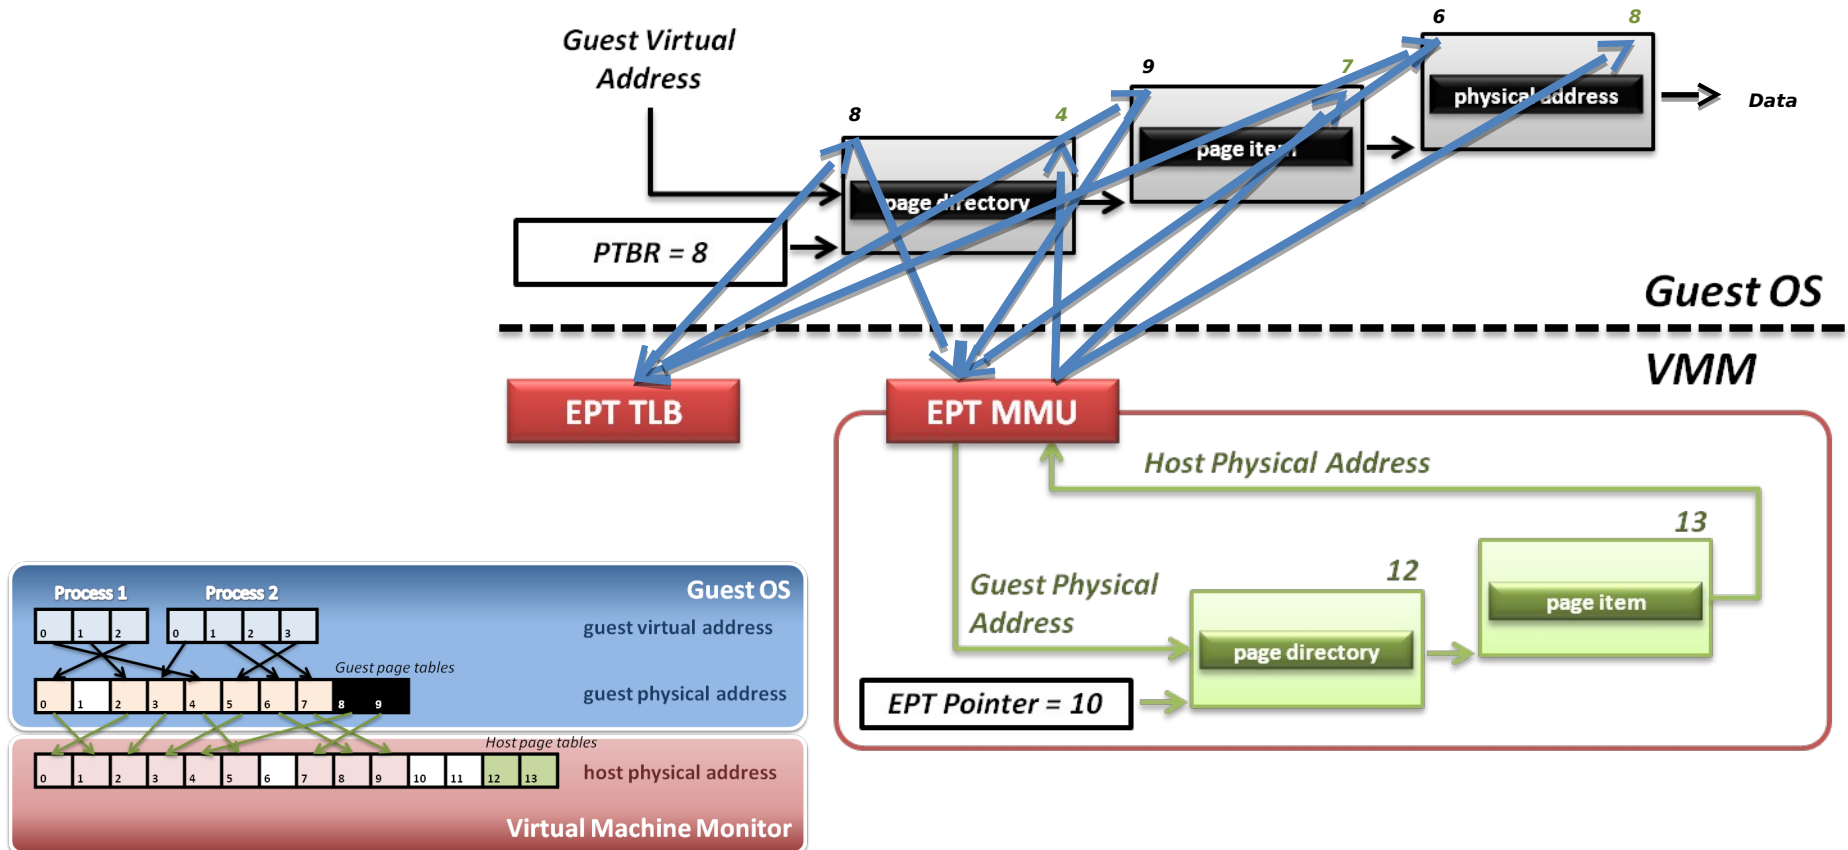 6 8
Guest Virtual
Address
9 7
physical address
Data
8 4
page item
page directory
PTBR = 8
Guest OS
VMM
EPT TLB
EPT MMU
Host Physical Address
13
12
Guest Physical
Address
page item
page directory
EPT Pointer = 10
Process 1 Process 2 Guest OS
0 1 2 0 1 2 3
guest virtual address
Guest page tables
guest physical address
0 1 2 3 4 5 6 7 8 9
Host page tables
host physical address
0 1 2 3 4 5 6 7 8 9 10 11 12 13
Virtual Machine Monitor